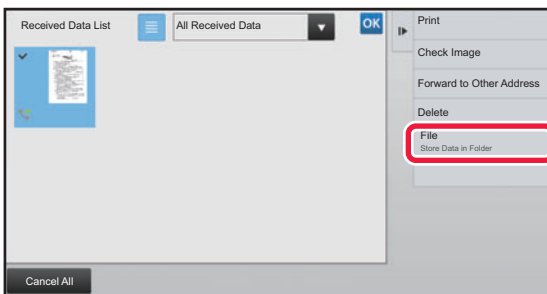 Received Data List
All Received Data
OK
Print
Check Image
Forward to Other Address
Delete
File
Store Data in Folder
Cancel All